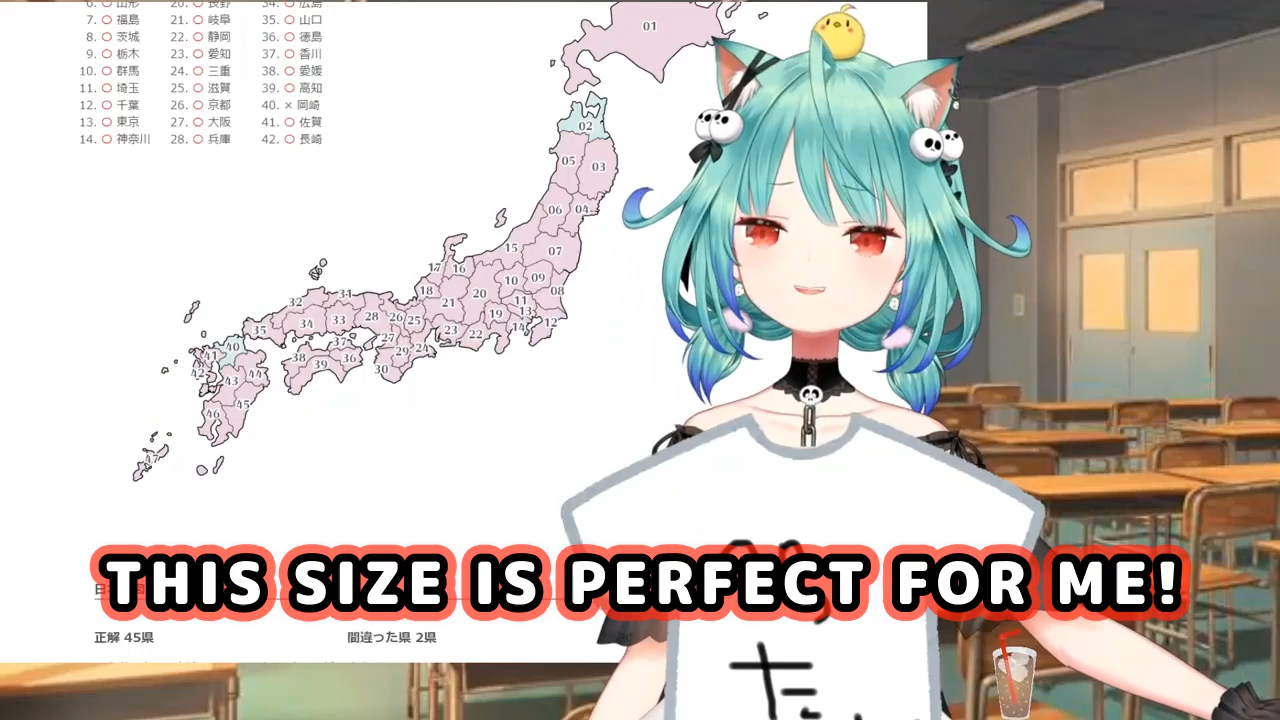 6. ○ 山形 20. ○ 長野 34. ○ 広島
7. ○ 福島 21. ○ 岐阜 35. ○ 山口
8. ○ 茨城 22. ○ 静岡 36. ○ 徳島
9. ○ 栃木 23. ○ 愛知 37. ○ 香川
10. ○ 群馬 24. ○ 三重 38. ○ 愛媛
11. ○ 埼玉 25. ○ 滋賀 39. ○ 高知
12. ○ 千葉 26. ○ 京都 40. × 岡崎
13. ○ 東京 27. ○ 大阪 41. ○ 佐賀
14. ○ 神奈川 28. ○ 兵庫 42. ○ 長崎
01
02
05 03
06 04
15 07
17 16 10 09
18 21 20 11 08
32 31 19 13
35 34 33 28 26 25 23 22 14 12
40 37 27 29 24
41 38 39 36 30
42 43 44
46 45
47
THIS SIZE IS PERFECT FOR ME!
正解 45県 間違った県 2県
た